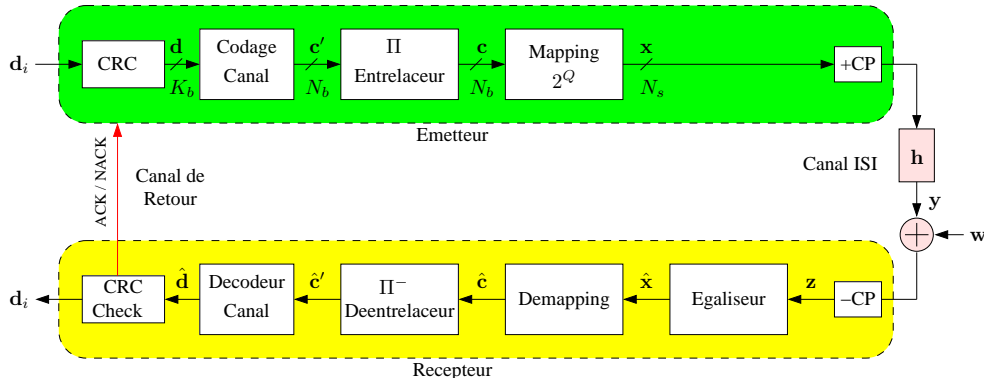 d_i
CRC
d
K_b
Codage
Canal
c′
N_b
Π
Entrelaceur
c
N_b
Mapping
2^Q
x
N_s
+CP
Emetteur
Canal ISI
h
y
w
ACK / NACK
Canal de
Retour
d_i
CRC
Check
d̂
Decodeur
Canal
ĉ′
Π^−
Deentrelaceur
ĉ
Demapping
x̂
Egaliseur
z
−CP
Recepteur